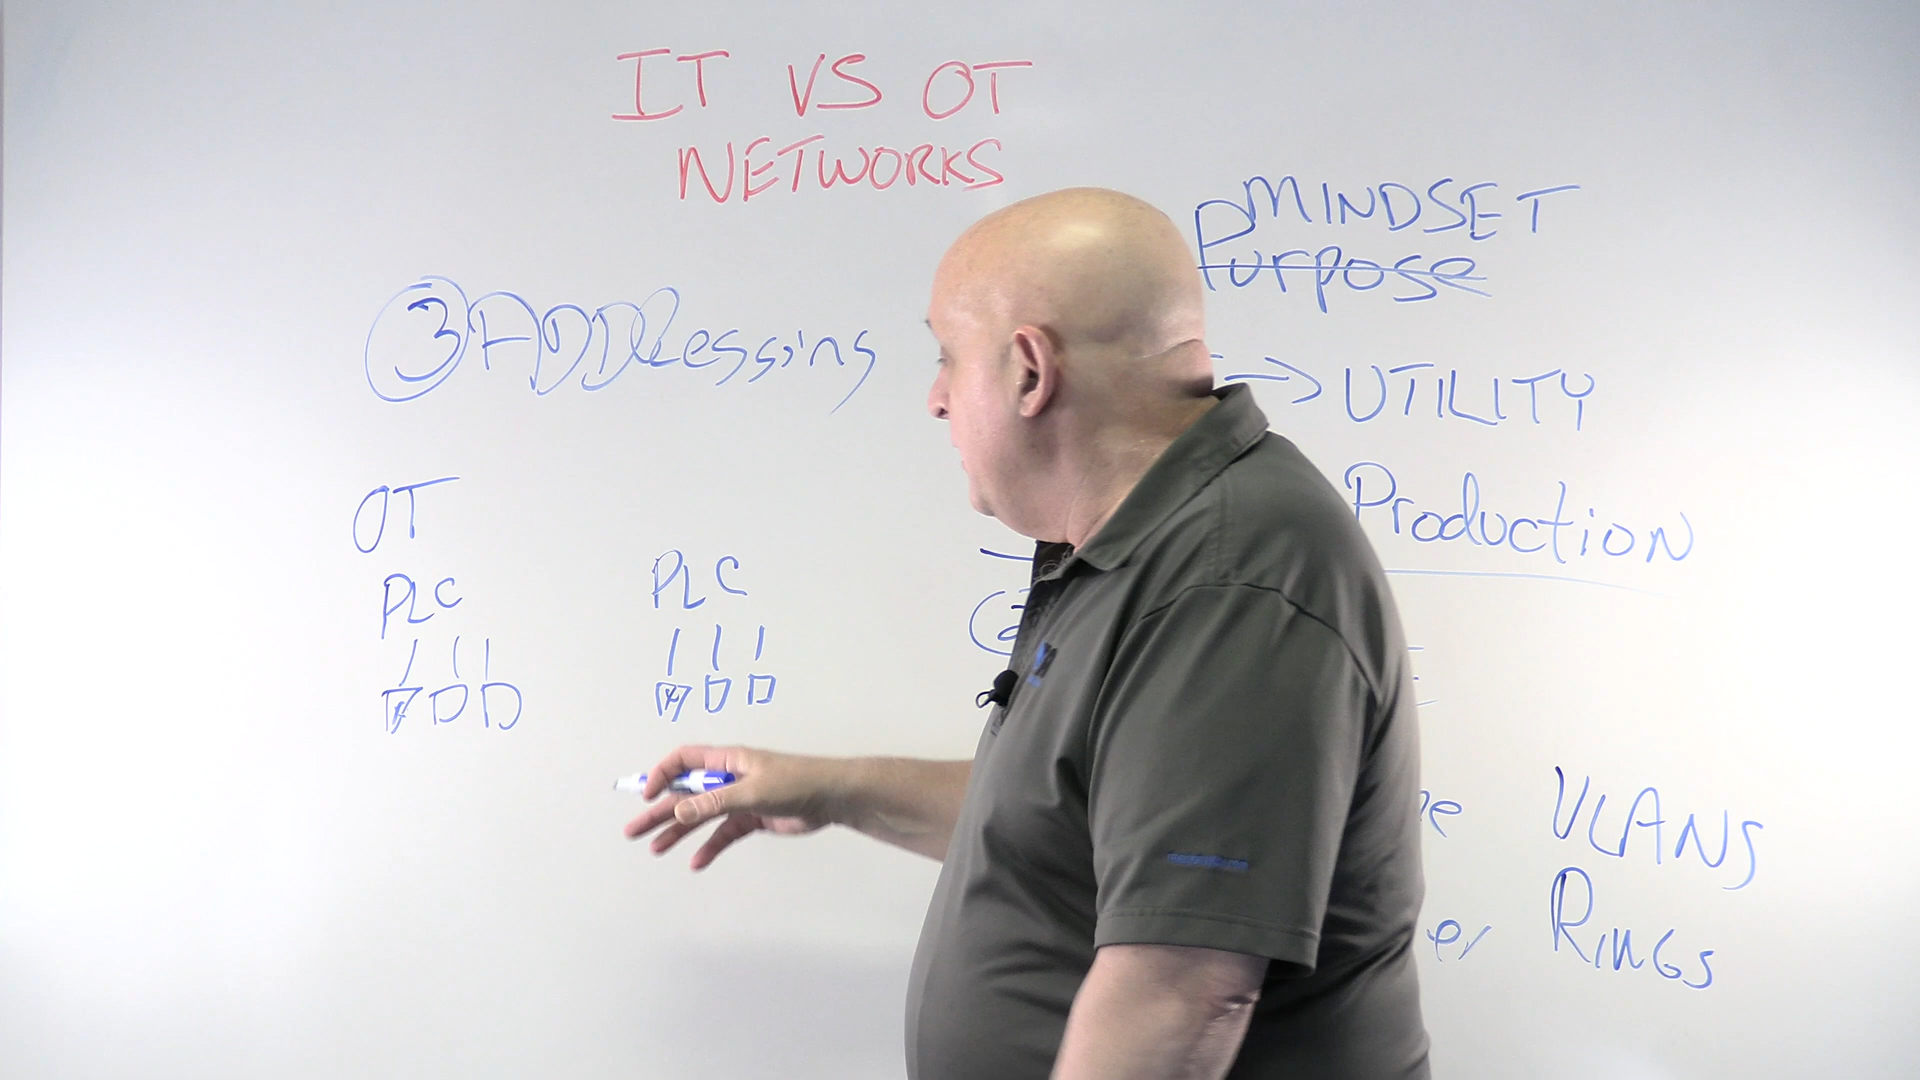 IT VS OT
NETWORKS
MINDSET
Purpose
③ ADDRessing
→ UTILITY
OT
Production
PLC PLC
VLANS
RINGS